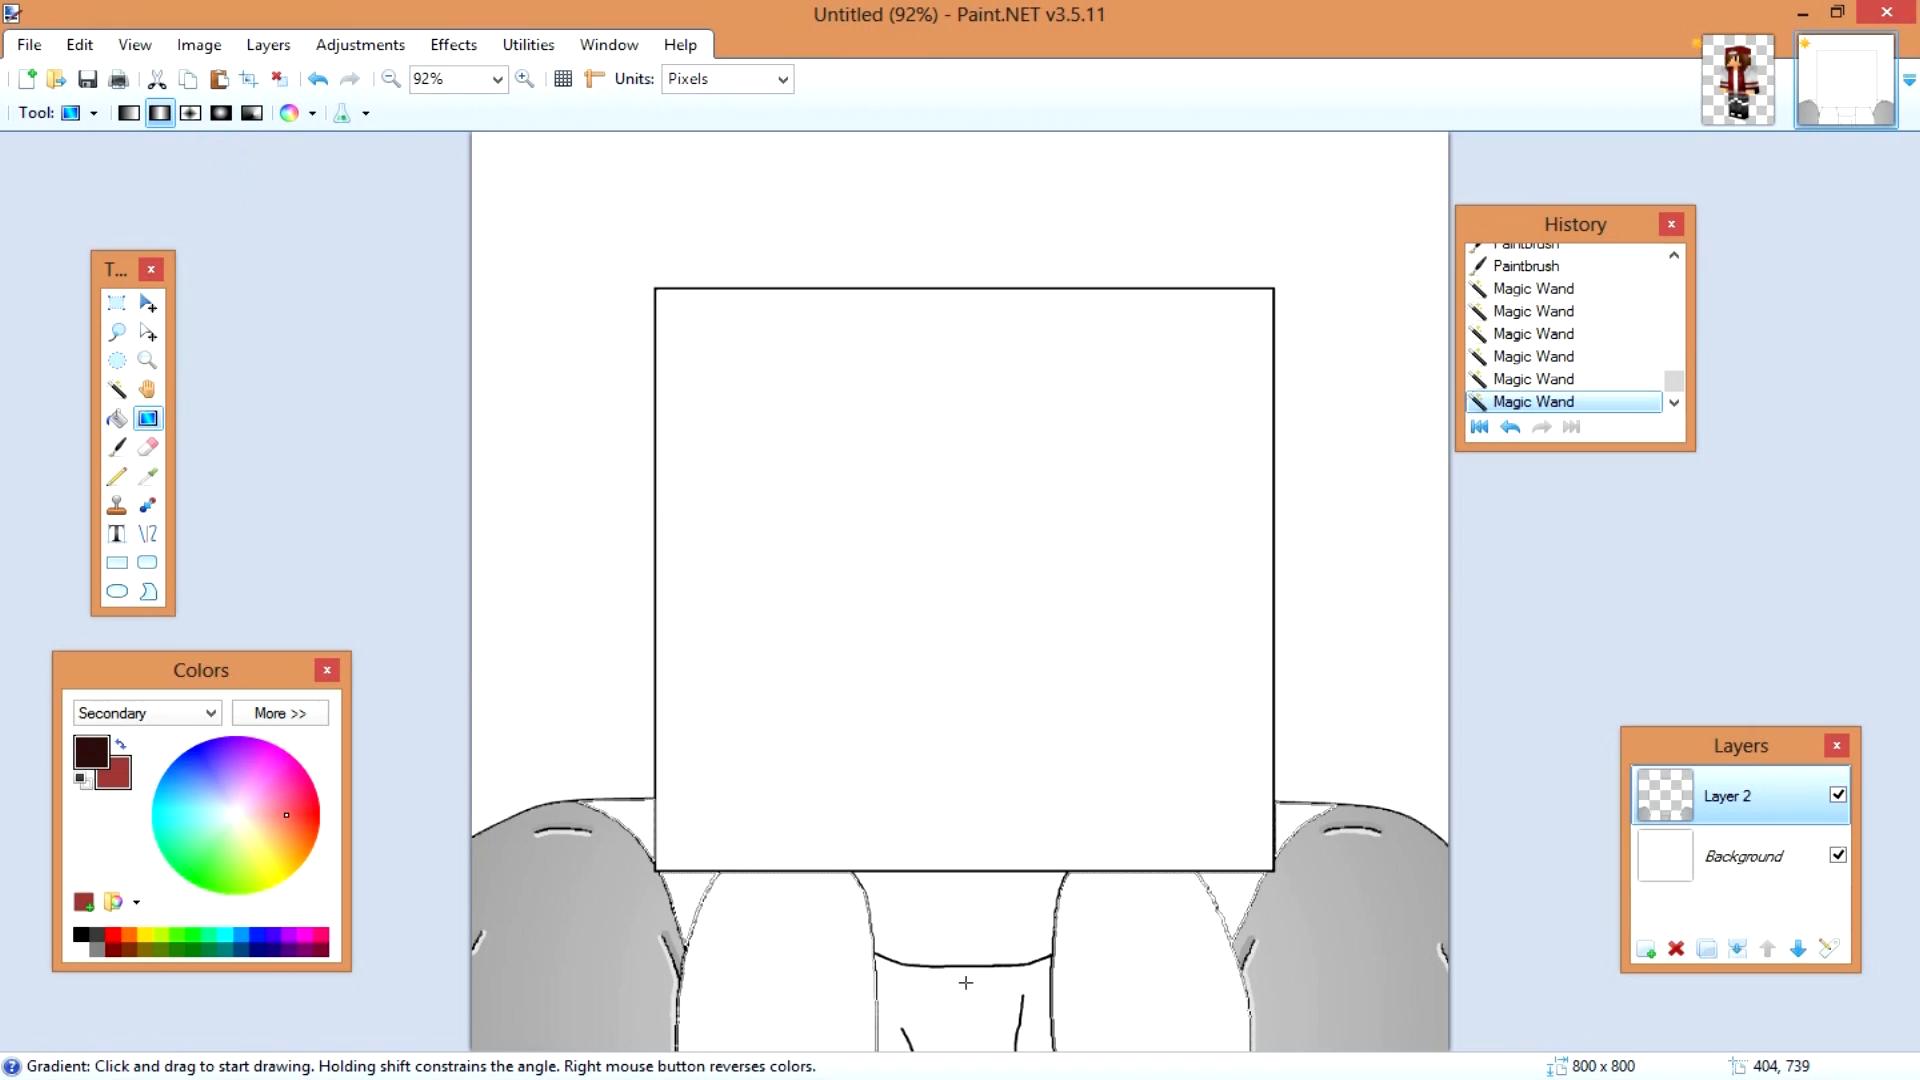 Untitled (92%) - Paint.NET v3.5.11
File Edit View Image Layers Adjustments Effects Utilities Window Help
92% Units: Pixels
Tool:
T...
History
Paintbrush
Paintbrush
Magic Wand
Magic Wand
Magic Wand
Magic Wand
Magic Wand
Magic Wand
Colors
Secondary More >>
Layers
Layer 2
Background
Gradient: Click and drag to start drawing. Holding shift constrains the angle. Right mouse button reverses colors. 800 x 800 404, 739